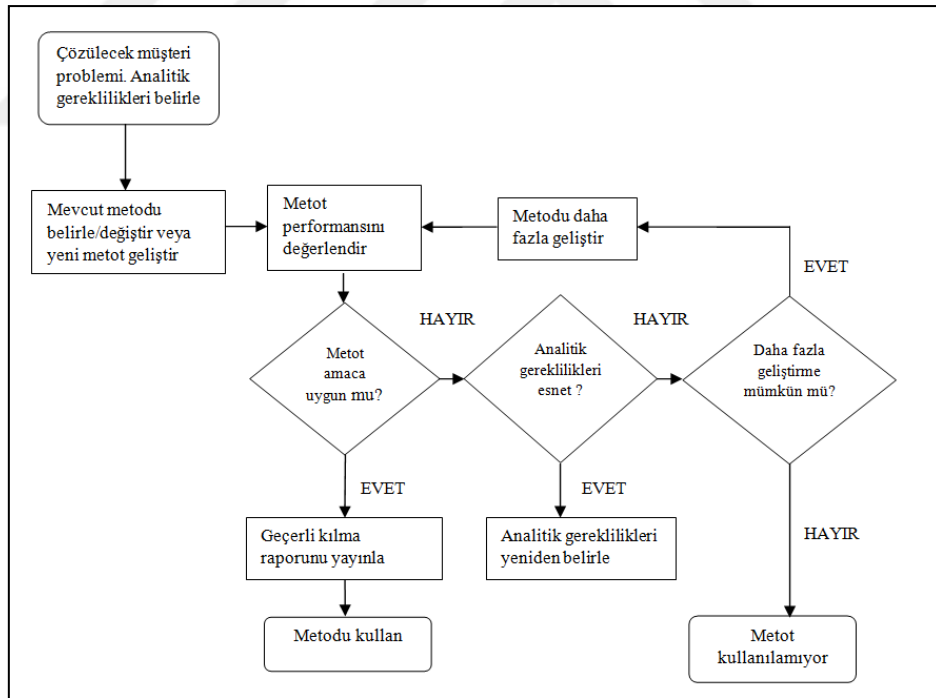 Çözülecek müşteri
problemi. Analitik
gereklilikleri belirle
Mevcut metodu
belirle/değiştir veya
yeni metot geliştir
Metot
performansını
değerlendir
Metodu daha
fazla geliştir
EVET
HAYIR
HAYIR
Metot
amaca
uygun mu?
Analitik
gereklilikleri
esnet ?
Daha fazla
geliştirme
mümkün mü?
EVET
EVET
HAYIR
Geçerli kılma
raporunu yayınla
Analitik gereklilikleri
yeniden belirle
Metodu kullan
Metot
kullanılamıyor